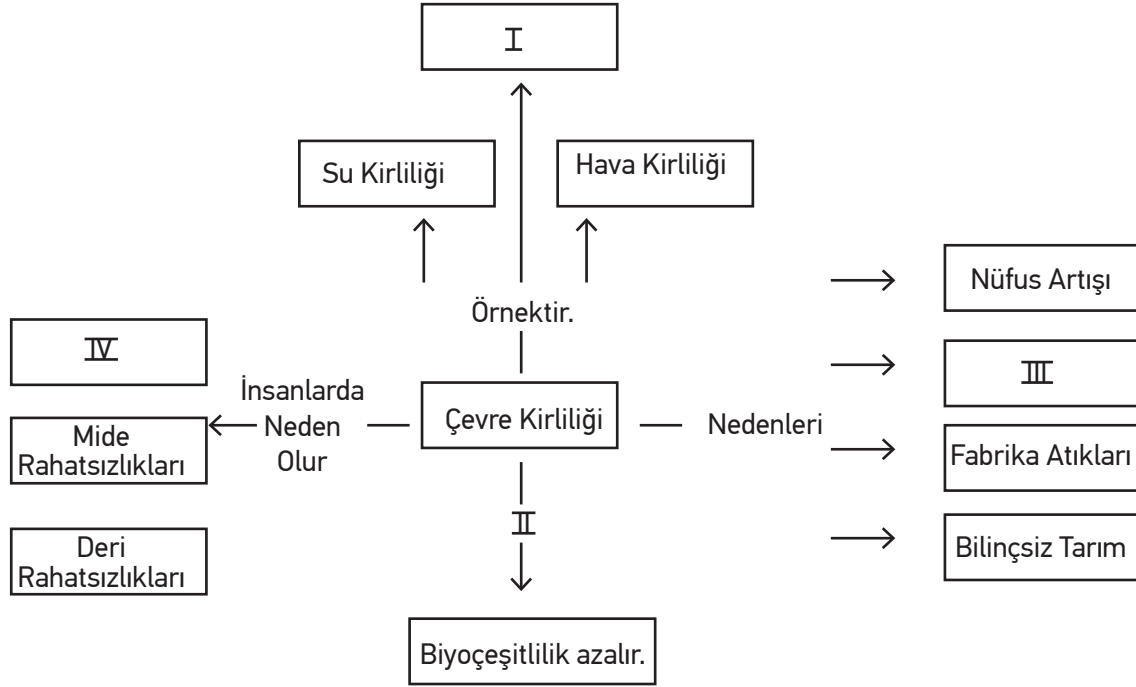 I
Su Kirliliği
Hava Kirliliği
Örnektir.
Nüfus Artışı
IV
III
İnsanlarda
Neden
Olur
Çevre Kirliliği
Nedenleri
Mide
Rahatsızlıkları
Fabrika Atıkları
II
Deri
Rahatsızlıkları
Bilinçsiz Tarım
Biyoçeşitlilik azalır.